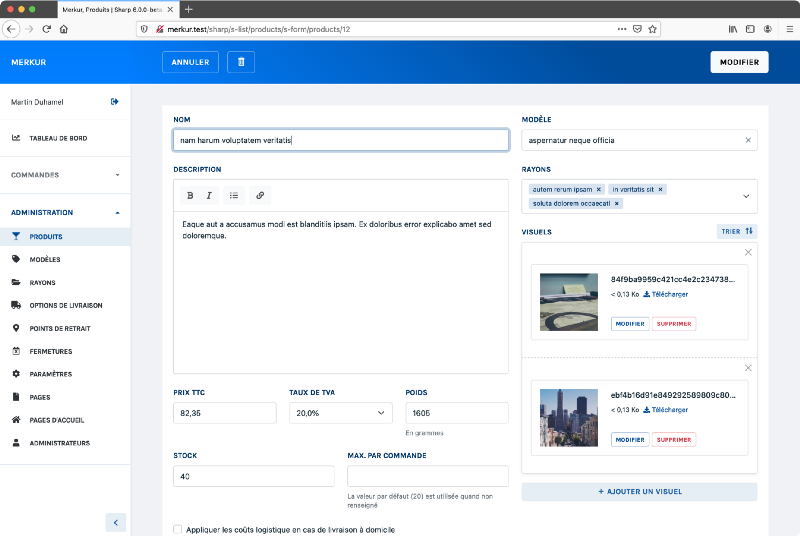 Merkur, Produits | Sharp 6.0.0-beta
merkur.test/sharp/s-list/products/s-form/products/12
MERKUR
ANNULER
MODIFIER
Martin Duhamel
TABLEAU DE BORD
COMMANDES
ADMINISTRATION
PRODUITS
MODÈLES
RAYONS
OPTIONS DE LIVRAISON
POINTS DE RETRAIT
FERMETURES
PARAMÈTRES
PAGES
PAGES D'ACCUEIL
ADMINISTRATEURS
NOM
nam harum voluptatem veritatis
DESCRIPTION
B I
Eaque aut a accusamus modi est blanditiis ipsam. Ex doloribus error explicabo amet sed
doloremque.
PRIX TTC
82,35
TAUX DE TVA
20,0%
POIDS
1605
En grammes
STOCK
40
MAX. PAR COMMANDE
La valeur par défaut (20) est utilisée quand non
renseigné
Appliquer les coûts logistique en cas de livraison à domicile
MODÈLE
aspernatur neque officia
RAYONS
autem rerum ipsam
in veritatis sit
soluta dolorem occaecati
VISUELS
TRIER
84f9ba9959c421cc4e2c234738...
< 0,13 Ko Télécharger
MODIFIER SUPPRIMER
ebf4b16d91e849292589809c80...
< 0,13 Ko Télécharger
MODIFIER SUPPRIMER
+ AJOUTER UN VISUEL